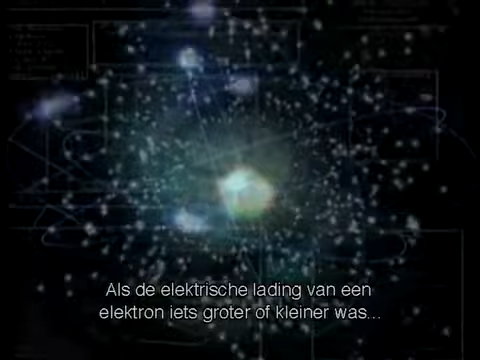 Als de elektrische lading van een
elektron iets groter of kleiner was...